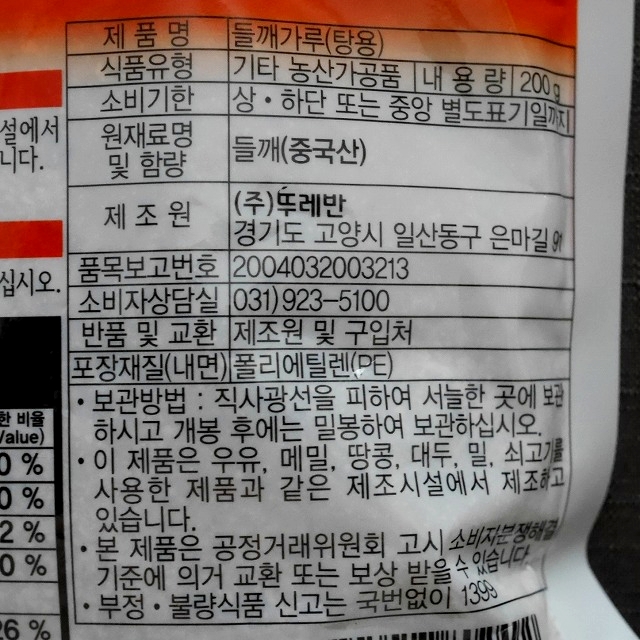 제품명 들깨가루(탕용)
식품유형 기타 농산가공품 내용량 200g
소비기한 상・하단 또는 중앙 별도표기일까지
원재료명 및 함량 들깨(중국산)
제조원 (주)뚜레반
경기도 고양시 일산동구 은마길 91
품목보고번호 2004032003213
소비자상담실 031)923-5100
반품 및 교환 제조원 및 구입처
포장재질(내면) 폴리에틸렌(PE)
・보관방법 : 직사광선을 피하여 서늘한 곳에 보관
하시고 개봉 후에는 밀봉하여 보관하십시오.
・이 제품은 우유, 메밀, 땅콩, 대두, 밀, 쇠고기를
사용한 제품과 같은 제조시설에서 제조하고
있습니다.
・본 제품은 공정거래위원회 고시 소비자분쟁해결
기준에 의거 교환 또는 보상 받을 수 있습니다.
・부정・불량식품 신고는 국번없이 1399
설에서
니다.
십시오.
한 비율
Value)
0 %
0 %
2 %
0 %
26 %